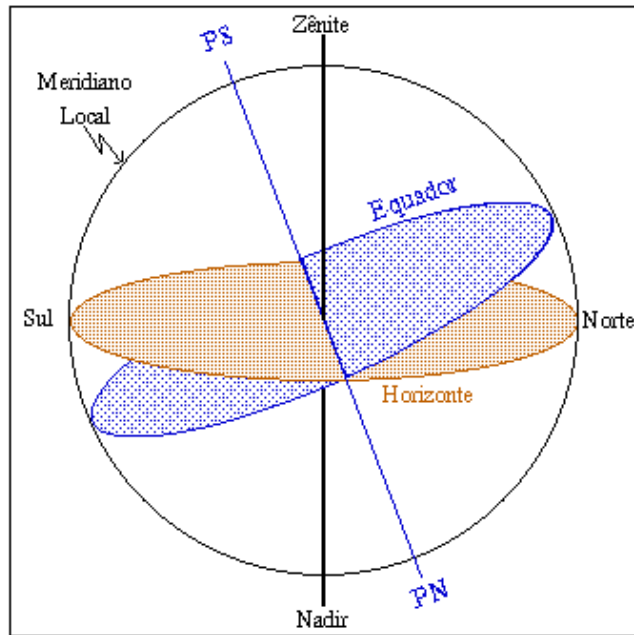 Zênite
PS
Meridiano
Local
Equador
Sul
Norte
Horizonte
PN
Nadir